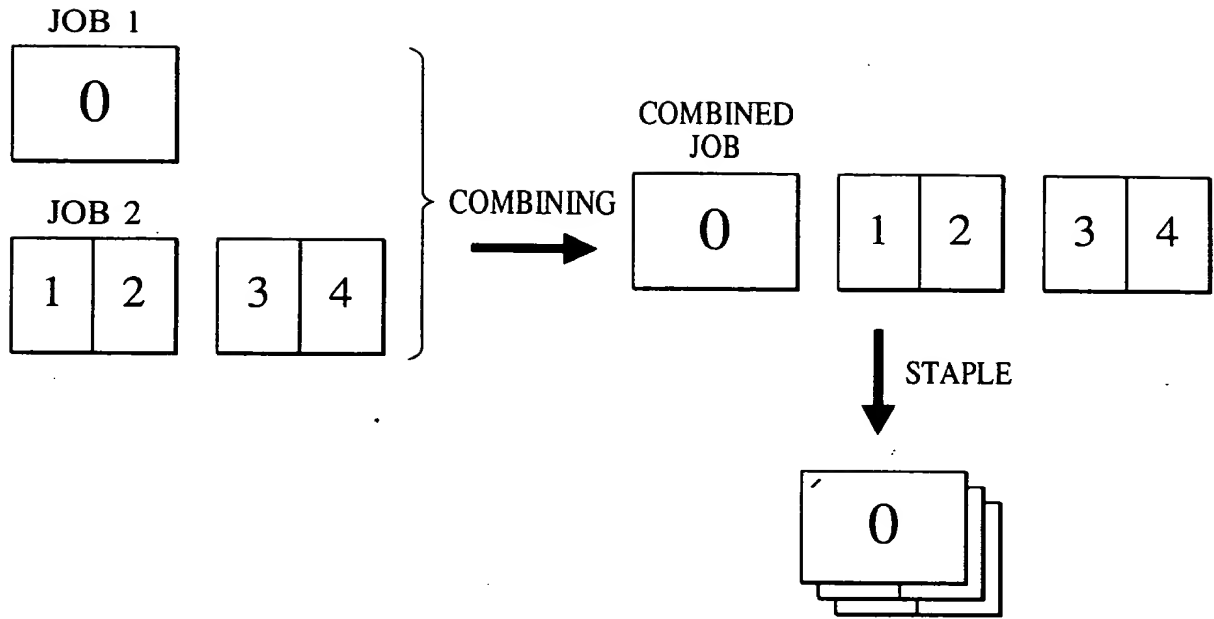 JOB 1
0
JOB 2
1 2 3 4
COMBINING
COMBINED
JOB
0 1 2 3 4
STAPLE
0